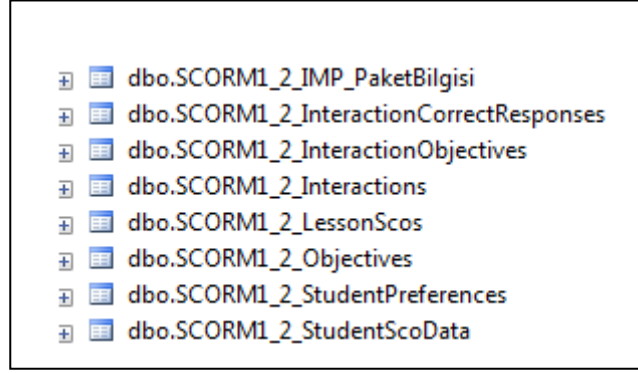 dbo.SCORM1_2_IMP_PaketBilgisi
dbo.SCORM1_2_InteractionCorrectResponses
dbo.SCORM1_2_InteractionObjectives
dbo.SCORM1_2_Interactions
dbo.SCORM1_2_LessonScos
dbo.SCORM1_2_Objectives
dbo.SCORM1_2_StudentPreferences
dbo.SCORM1_2_StudentScoData